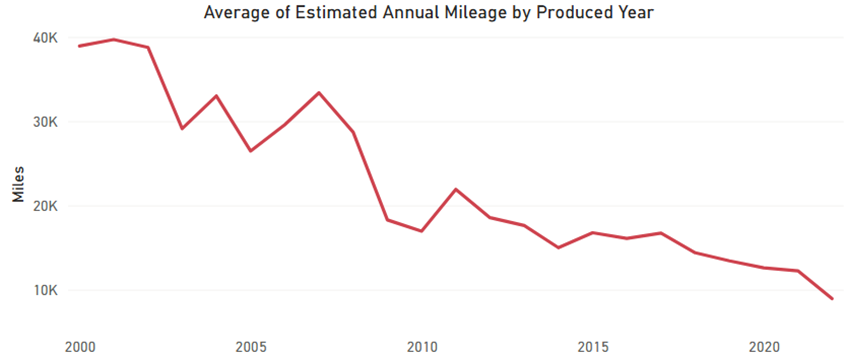 Average of Estimated Annual Mileage by Produced Year
40K
30K
20K
10K
Miles
2000 2005 2010 2015 2020